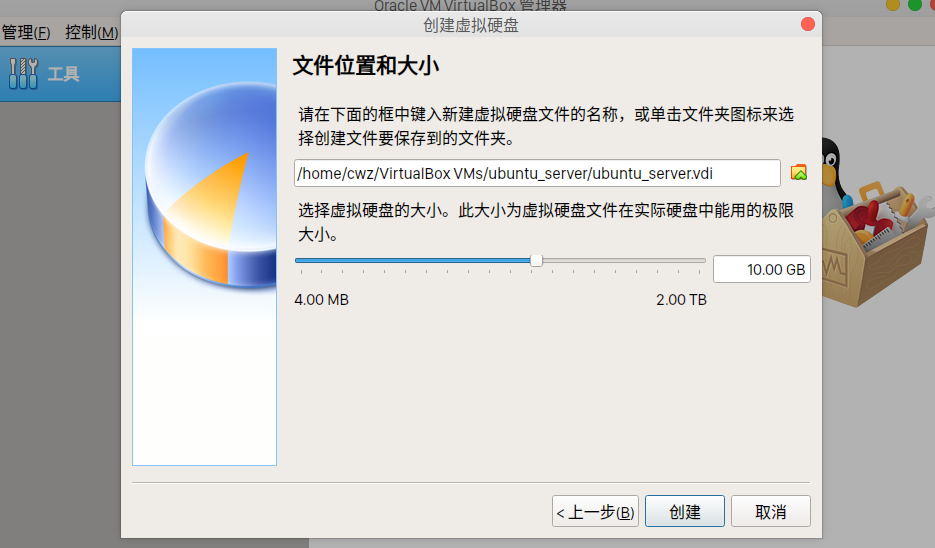 Oracle VM VirtualBox 管理器
创建虚拟硬盘
管理(F) 控制(M)
工具
文件位置和大小
请在下面的框中键入新建虚拟硬盘文件的名称，或单击文件夹图标来选
择创建文件要保存到的文件夹。
/home/cwz/VirtualBox VMs/ubuntu_server/ubuntu_server.vdi
选择虚拟硬盘的大小。此大小为虚拟硬盘文件在实际硬盘中能用的极限
大小。
10.00 GB
4.00 MB 2.00 TB
< 上一步(B) 创建 取消